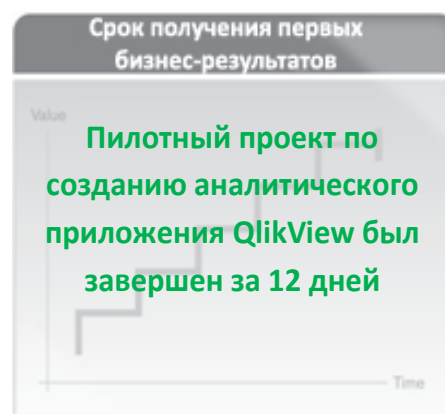 Срок получения первых
бизнес-результатов
Value
Пилотный проект по
созданию аналитического
приложения QlikView был
завершен за 12 дней
Time